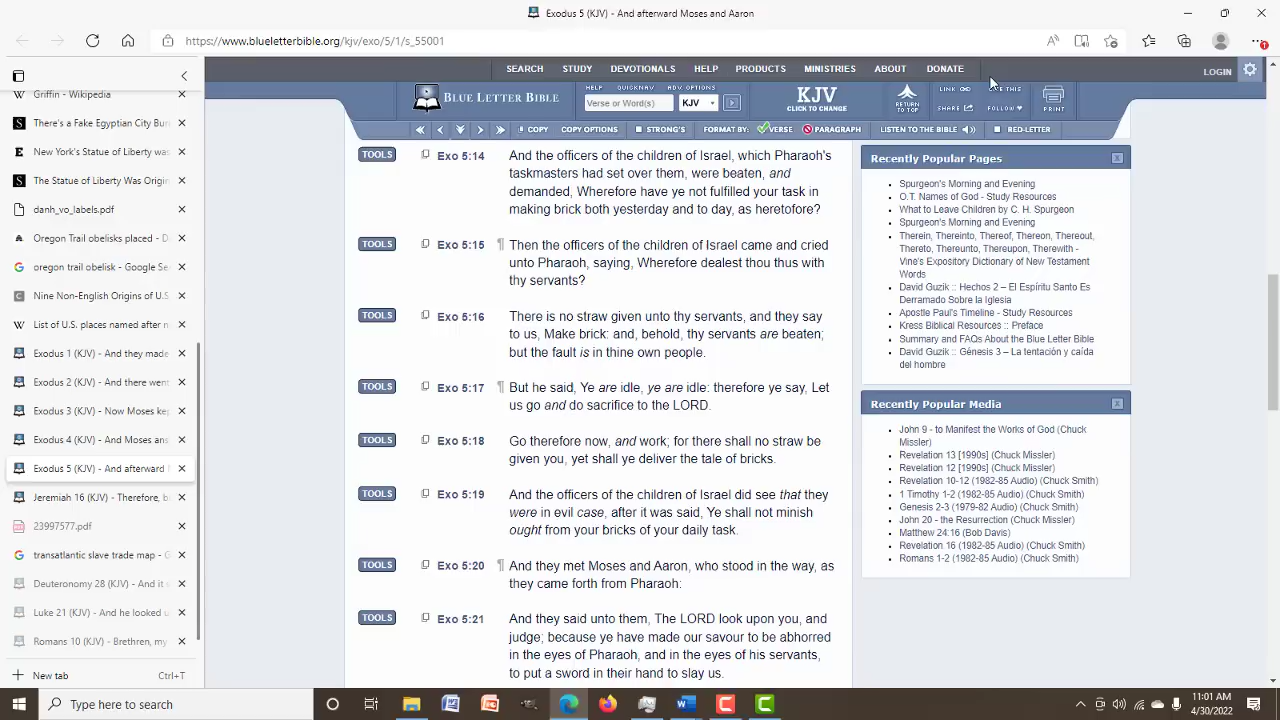 Exodus 5 (KJV) - And afterward Moses and Aaron
https://www.blueletterbible.org/kjv/exo/5/1/s_55001
Griffin - Wikipedia
There's a Fake Egyptian City Buri
New York's Statue of Liberty was
The Statue of Liberty Was Origin
danh_vo_labels.pdf
Oregon Trail obelisks placed - D
oregon trail obelisk - Google Se
Nine Non-English Origins of U.S
List of U.S. places named after n
Exodus 1 (KJV) - And they made
Exodus 2 (KJV) - And there went
Exodus 3 (KJV) - Now Moses kep
Exodus 4 (KJV) - And Moses ans
Exodus 5 (KJV) - And afterward M
Jeremiah 16 (KJV) - Therefore, be
23997577.pdf
transatlantic slave trade map - G
Deuteronomy 28 (KJV) - And it s
Luke 21 (KJV) - And he looked u
Romans 10 (KJV) - Brethren, my
New tab Ctrl+T
SEARCH STUDY DEVOTIONALS HELP PRODUCTS MINISTRIES ABOUT DONATE
LOGIN
BLUE LETTER BIBLE
HELP QUICKNAV ADV. OPTIONS
Verse or Word(s) KJV
KJV
CLICK TO CHANGE
RETURN
TO TOP
LINK THIS
SHARE FOLLOW
PRINT
COPY COPY OPTIONS STRONG'S FORMAT BY: VERSE PARAGRAPH LISTEN TO THE BIBLE RED-LETTER
TOOLS Exo 5:14 And the officers of the children of Israel, which Pharaoh's
taskmasters had set over them, were beaten, and
demanded, Wherefore have ye not fulfilled your task in
making brick both yesterday and to day, as heretofore?
TOOLS Exo 5:15 ¶ Then the officers of the children of Israel came and cried
unto Pharaoh, saying, Wherefore dealest thou thus with
thy servants?
TOOLS Exo 5:16 There is no straw given unto thy servants, and they say
to us, Make brick: and, behold, thy servants are beaten;
but the fault is in thine own people.
TOOLS Exo 5:17 ¶ But he said, Ye are idle, ye are idle: therefore ye say, Let
us go and do sacrifice to the LORD.
TOOLS Exo 5:18 Go therefore now, and work; for there shall no straw be
given you, yet shall ye deliver the tale of bricks.
TOOLS Exo 5:19 And the officers of the children of Israel did see that they
were in evil case, after it was said, Ye shall not minish
ought from your bricks of your daily task.
TOOLS Exo 5:20 ¶ And they met Moses and Aaron, who stood in the way, as
they came forth from Pharaoh:
TOOLS Exo 5:21 And they said unto them, The LORD look upon you, and
judge; because ye have made our savour to be abhorred
in the eyes of Pharaoh, and in the eyes of his servants,
to put a sword in their hand to slay us.
Recently Popular Pages
Spurgeon's Morning and Evening
O.T. Names of God - Study Resources
What to Leave Children by C. H. Spurgeon
Spurgeon's Morning and Evening
Therein, Thereinto, Thereof, Thereon, Thereout,
Thereto, Thereunto, Thereupon, Therewith -
Vine's Expository Dictionary of New Testament
Words
David Guzik :: Hechos 2 – El Espíritu Santo Es
Derramado Sobre la Iglesia
Apostle Paul's Timeline - Study Resources
Kress Biblical Resources :: Preface
Summary and FAQs About the Blue Letter Bible
David Guzik :: Génesis 3 – La tentación y caída
del hombre
Recently Popular Media
John 9 - to Manifest the Works of God (Chuck
Missler)
Revelation 13 [1990s] (Chuck Missler)
Revelation 12 [1990s] (Chuck Missler)
Revelation 10-12 (1982-85 Audio) (Chuck Smith)
1 Timothy 1-2 (1982-85 Audio) (Chuck Smith)
Genesis 2-3 (1979-82 Audio) (Chuck Smith)
John 20 - the Resurrection (Chuck Missler)
Matthew 24:16 (Bob Davis)
Revelation 16 (1982-85 Audio) (Chuck Smith)
Romans 1-2 (1982-85 Audio) (Chuck Smith)
Type here to search
11:01 AM
4/30/2022